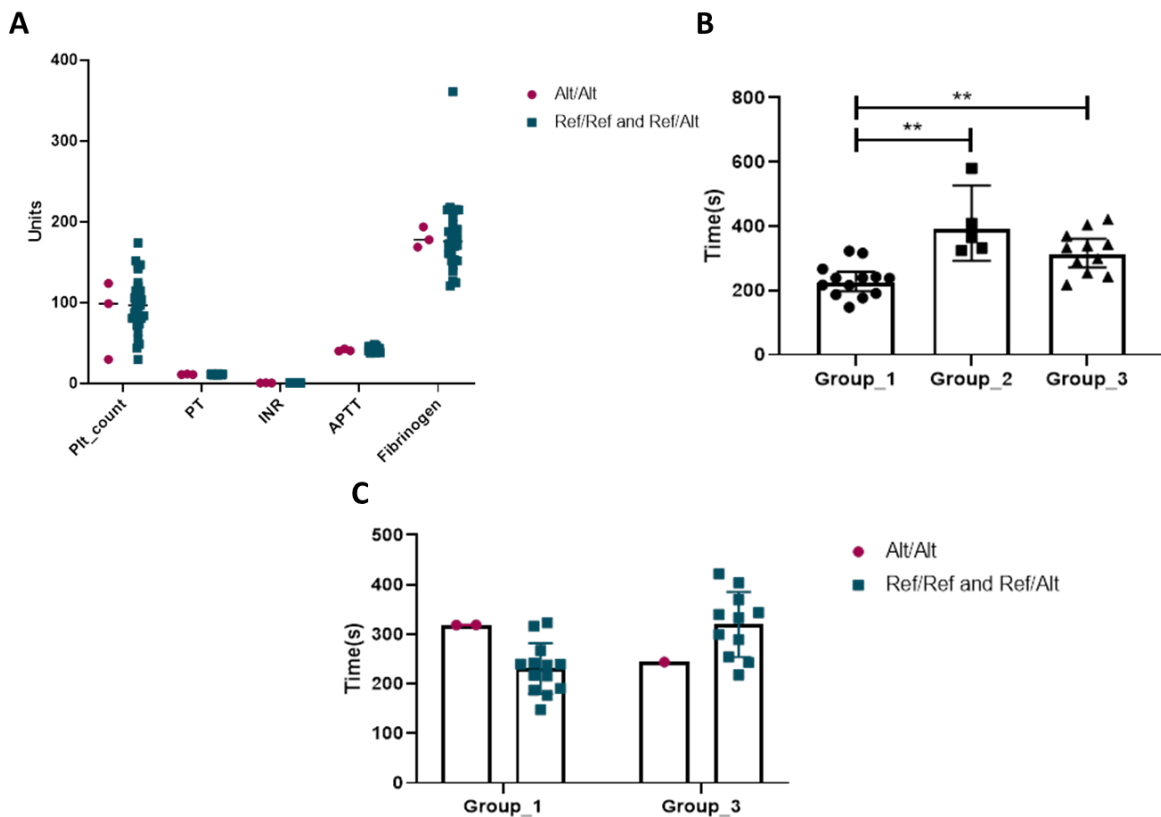 A
400
300
200
100
0
Units
Plt_count
PT
INR
APTT
Fibrinogen
Alt/Alt
Ref/Ref and Ref/Alt
B
800
600
400
200
0
Time(s)
**
**
Group_1
Group_2
Group_3
C
500
400
300
200
100
0
Time(s)
Group_1
Group_3
Alt/Alt
Ref/Ref and Ref/Alt